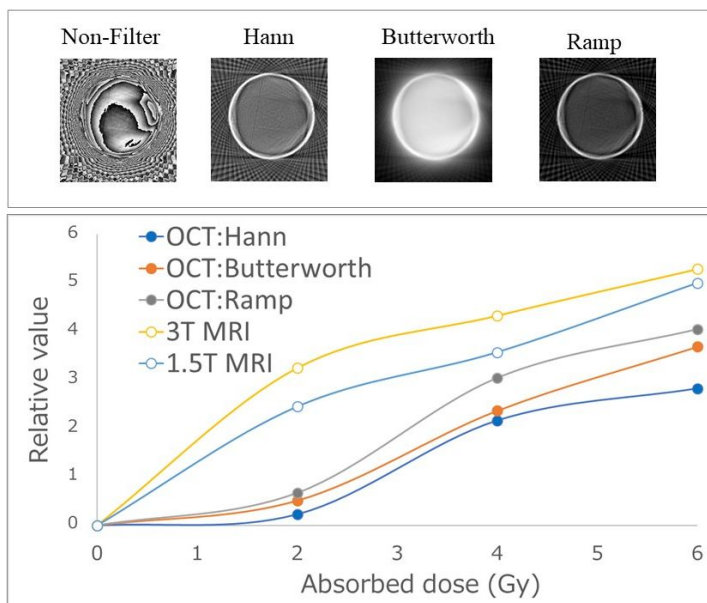 Non-Filter Hann Butterworth Ramp
6
5
4
3
2
1
0
Relative value
OCT:Hann
OCT:Butterworth
OCT:Ramp
3T MRI
1.5T MRI
0 1 2 3 4 5 6
Absorbed dose (Gy)